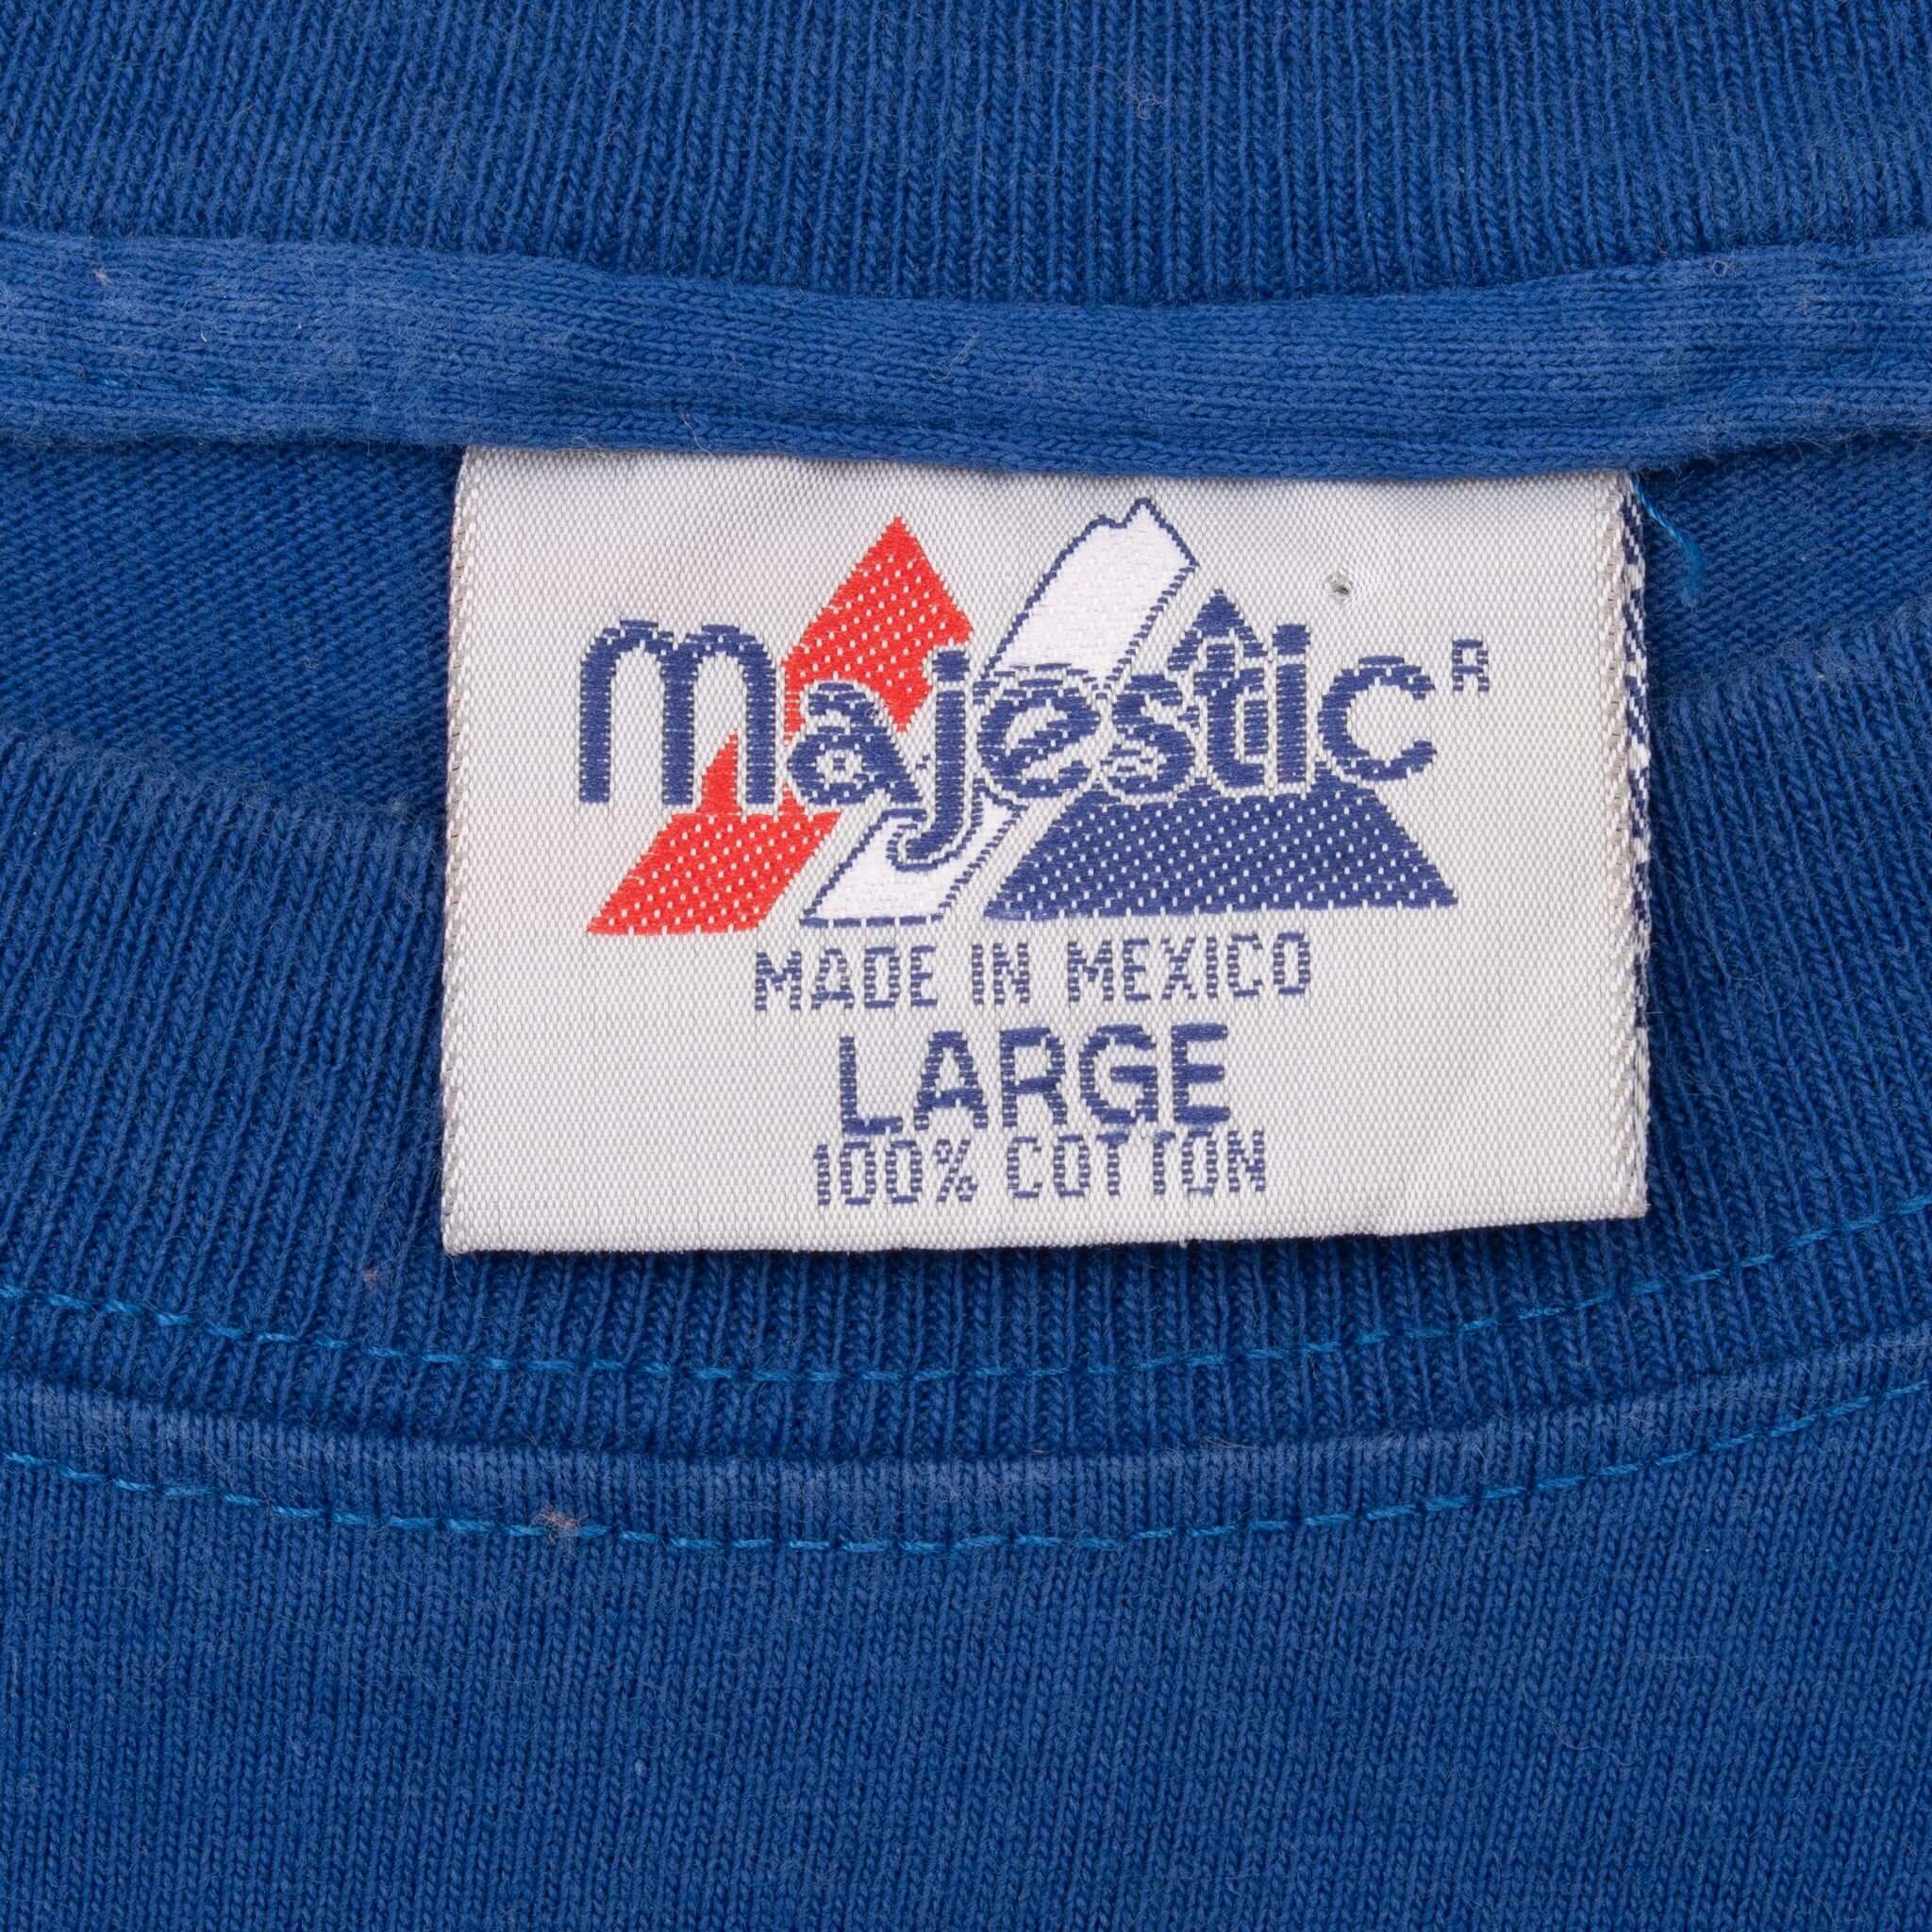 majestic R
MADE IN MEXICO
LARGE
100% COTTON